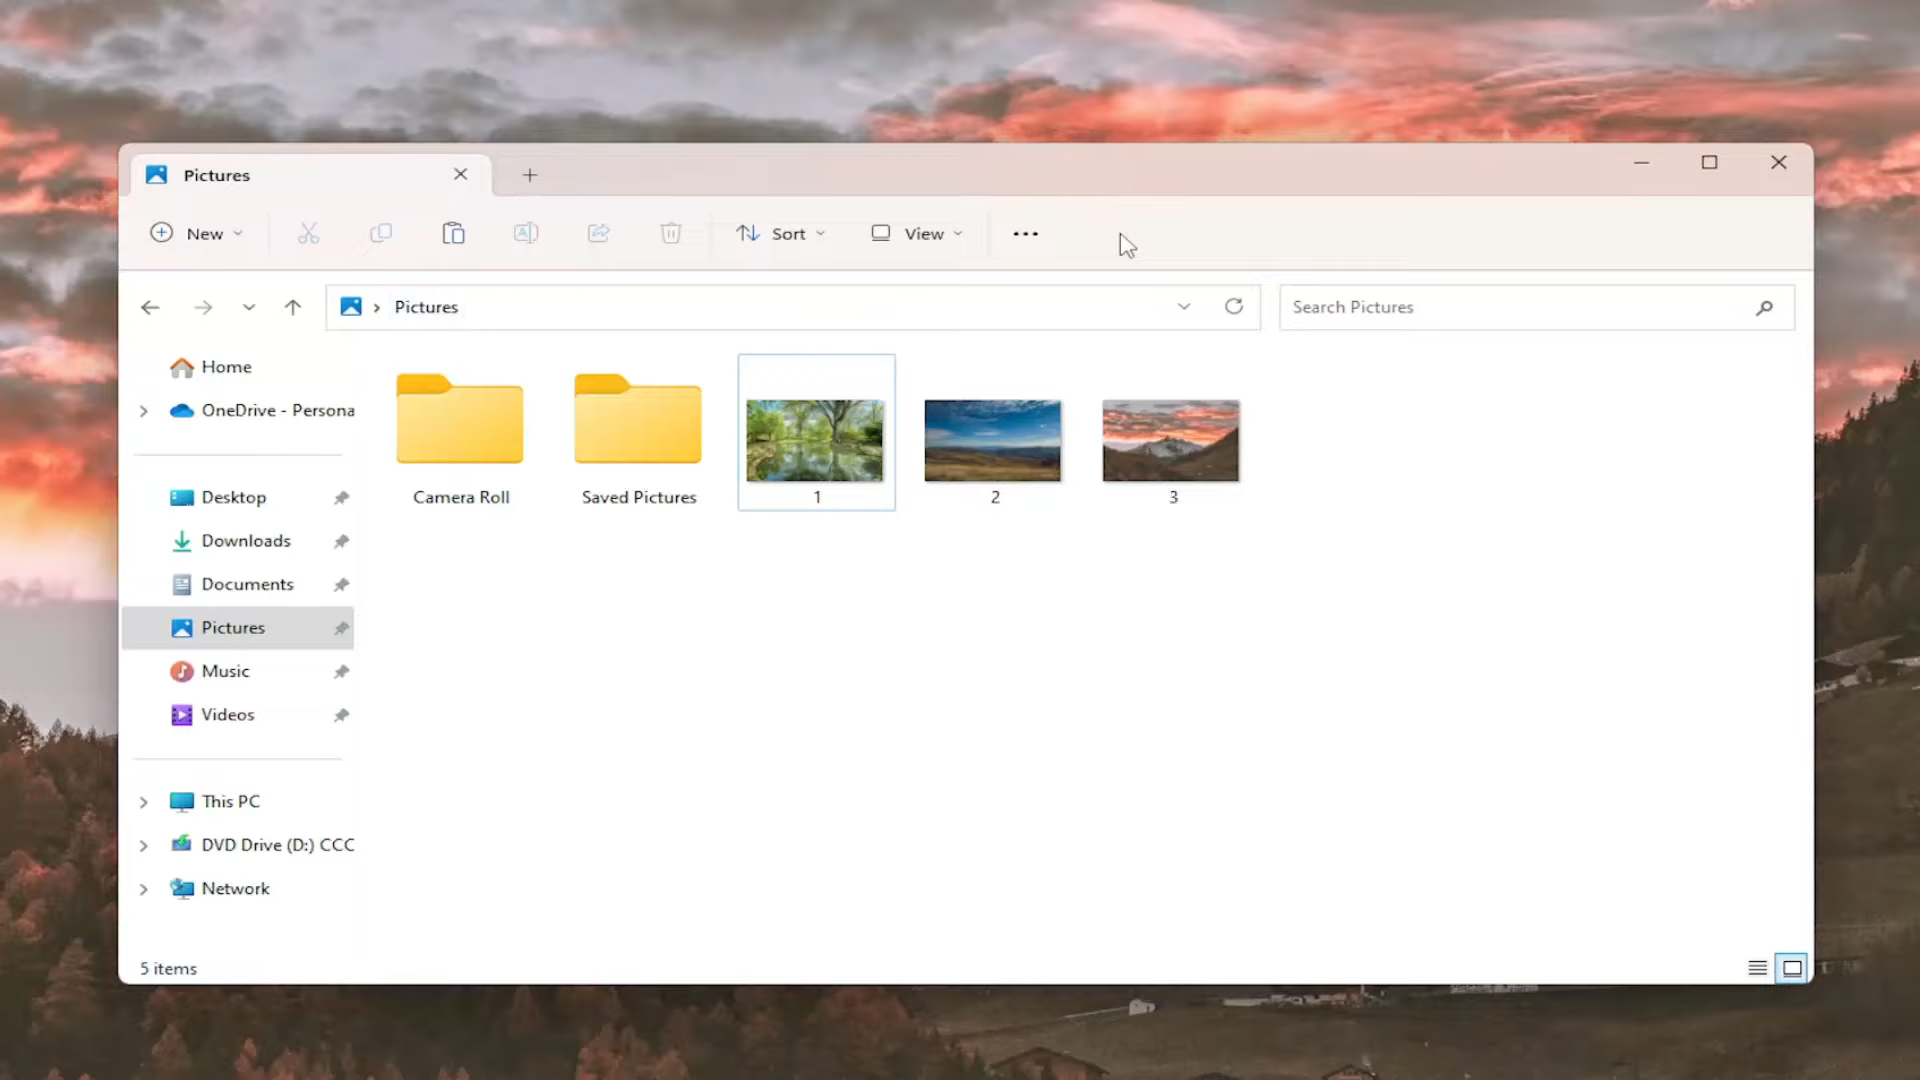 Pictures
New
Sort
View
Pictures
Search Pictures
Home
OneDrive - Persona
Desktop
Downloads
Documents
Pictures
Music
Videos
This PC
DVD Drive (D:) CCC
Network
Camera Roll
Saved Pictures
1
2
3
5 items